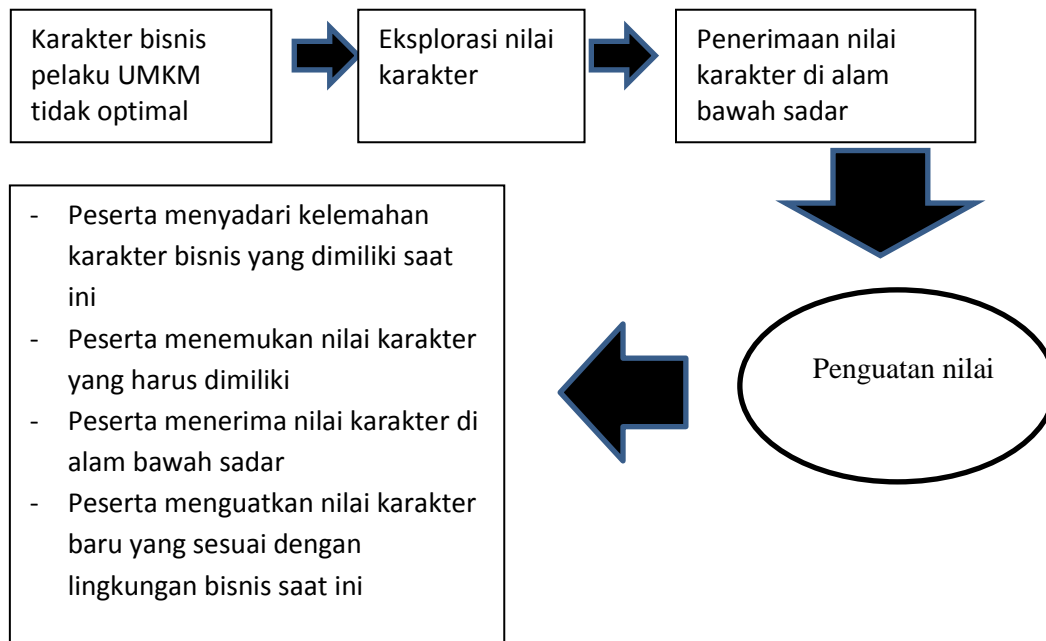 Karakter bisnis
pelaku UMKM
tidak optimal
Eksplorasi nilai
karakter
Penerimaan nilai
karakter di alam
bawah sadar
Penguatan nilai
- Peserta menyadari kelemahan
karakter bisnis yang dimiliki saat
ini
- Peserta menemukan nilai karakter
yang harus dimiliki
- Peserta menerima nilai karakter di
alam bawah sadar
- Peserta menguatkan nilai karakter
baru yang sesuai dengan
lingkungan bisnis saat ini